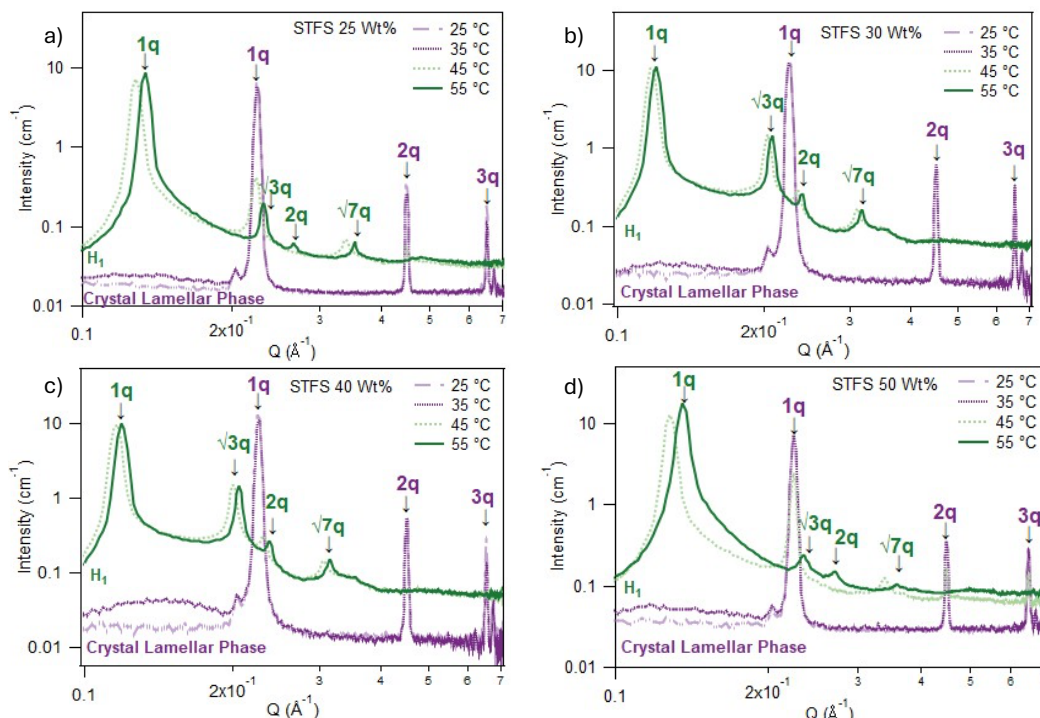 a)
STFS 25 Wt%
25 °C
35 °C
45 °C
55 °C
1q
1q
√3q
2q
√7q
2q
3q
H1
Crystal Lamellar Phase
Intensity (cm-1)
10
1
0.1
0.01
0.1
2x10-1
3
4
5
6
7
Q (Å-1)
b)
STFS 30 Wt%
25 °C
35 °C
45 °C
55 °C
1q
1q
√3q
2q
√7q
2q
3q
H1
Crystal Lamellar Phase
Intensity (cm-1)
10
1
0.1
0.01
0.1
2x10-1
3
4
5
6
7
Q (Å-1)
c)
STFS 40 Wt%
25 °C
35 °C
45 °C
55 °C
1q
1q
√3q
2q
√7q
2q
3q
H1
Crystal Lamellar Phase
Intensity (cm-1)
10
1
0.1
0.01
0.1
2x10-1
3
4
5
6
7
Q (Å-1)
d)
STFS 50 Wt%
25 °C
35 °C
45 °C
55 °C
1q
1q
√3q
2q
√7q
2q
3q
H1
Crystal Lamellar Phase
Intensity (cm-1)
10
1
0.1
0.01
0.1
2x10-1
3
4
5
6
7
Q (Å-1)